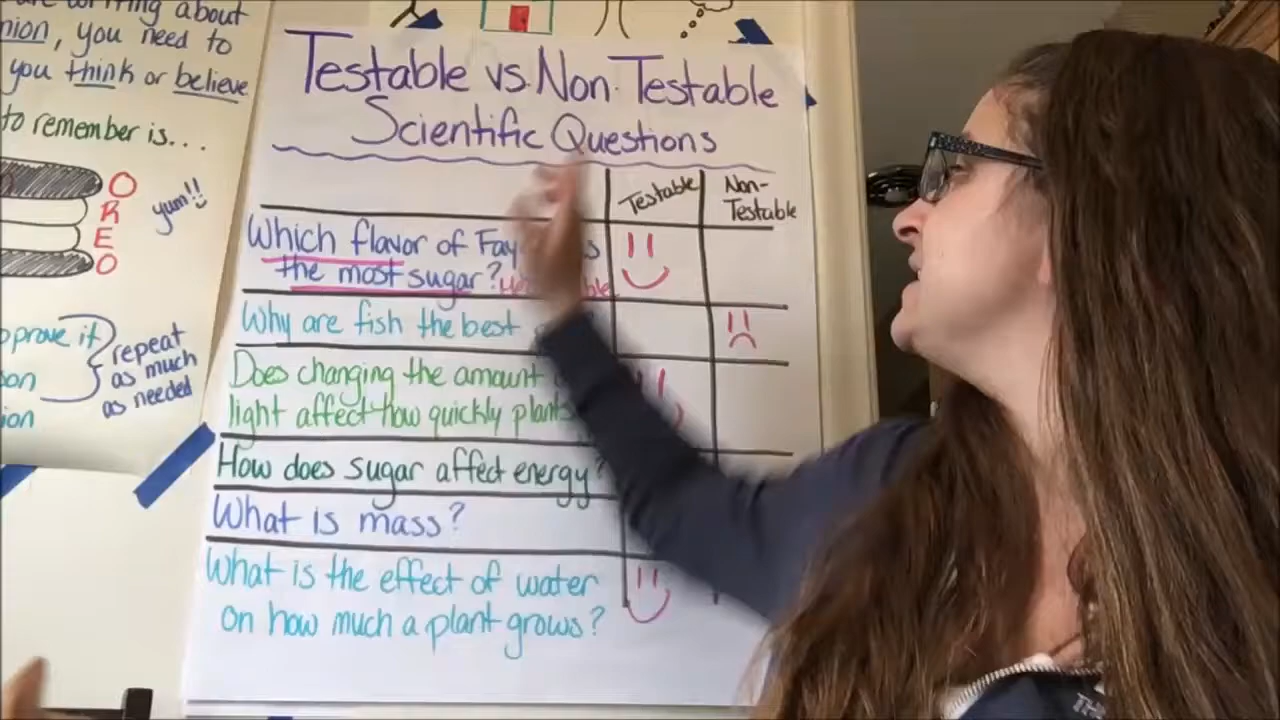 writing about
you need to
you think or believe
to remember is...
O
R
E
O
yum!!
prove it
repeat
as much
as needed
Testable vs. Non-Testable
Scientific Questions
Testable
Non-
Testable
Which flavor of
the most sugar?
Why are fish the best
Does changing the amount
light affect how quickly plants
How does sugar affect energy?
What is mass?
What is the effect of water
on how much a plant grows?